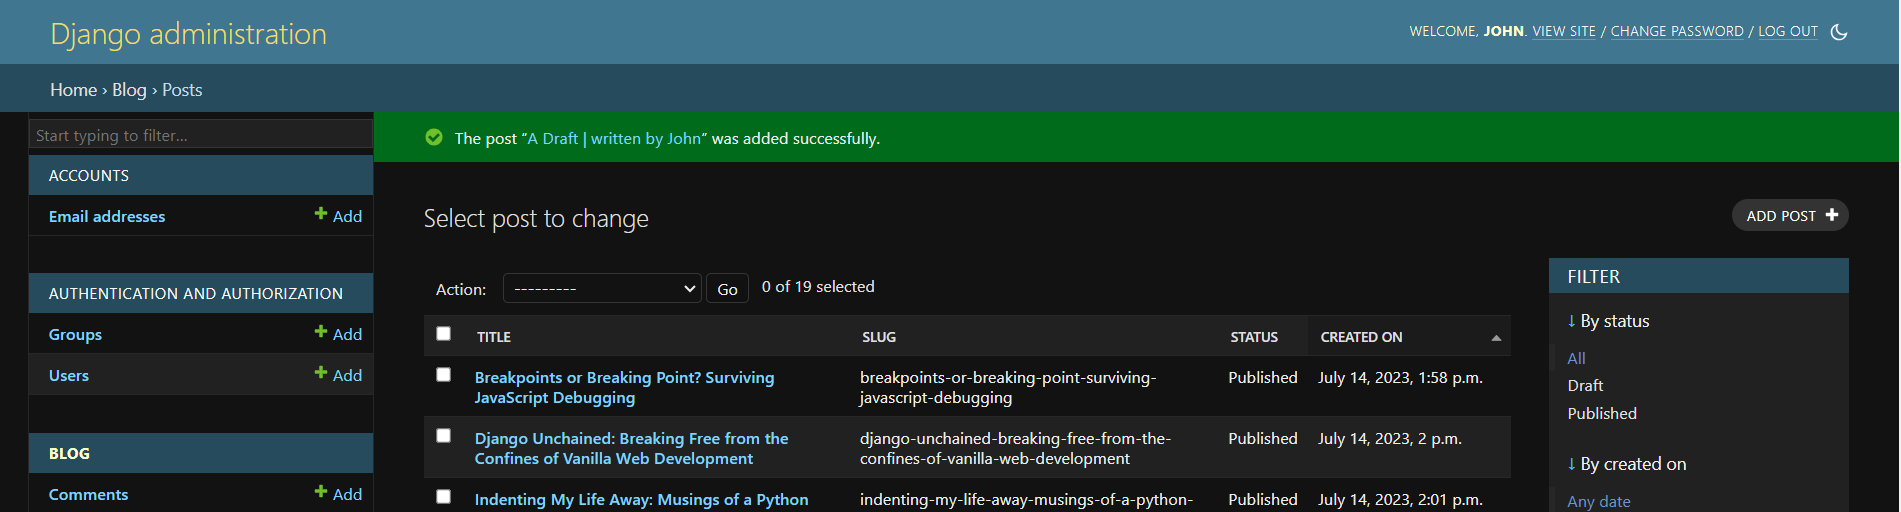 Django administration
WELCOME, JOHN. VIEW SITE / CHANGE PASSWORD / LOG OUT
Home › Blog › Posts
Start typing to filter...
ACCOUNTS
Email addresses
Add
AUTHENTICATION AND AUTHORIZATION
Groups
Add
Users
Add
BLOG
Comments
Add
The post “A Draft | written by John” was added successfully.
Select post to change
ADD POST
Action: --------- Go 0 of 19 selected
TITLE SLUG STATUS CREATED ON
Breakpoints or Breaking Point? Surviving
JavaScript Debugging
breakpoints-or-breaking-point-surviving-
javascript-debugging
Published
July 14, 2023, 1:58 p.m.
Django Unchained: Breaking Free from the
Confines of Vanilla Web Development
django-unchained-breaking-free-from-the-
confines-of-vanilla-web-development
Published
July 14, 2023, 2 p.m.
Indenting My Life Away: Musings of a Python
indenting-my-life-away-musings-of-a-python-
Published
July 14, 2023, 2:01 p.m.
FILTER
↓ By status
All
Draft
Published
↓ By created on
Any date